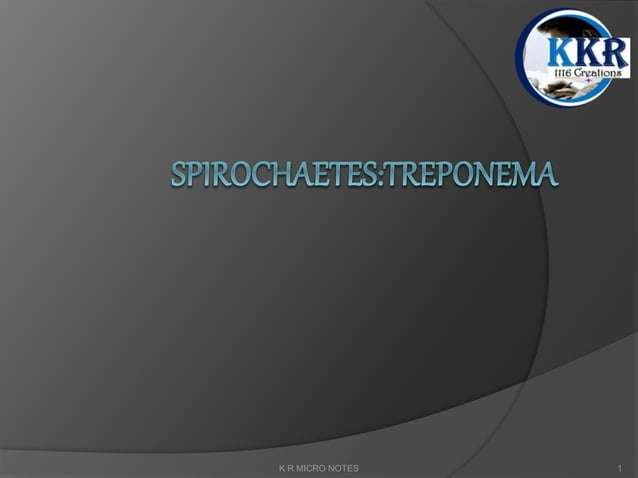 KKR
1116 Creations
SPIROCHAETES:TREPONEMA
K R MICRO NOTES
1